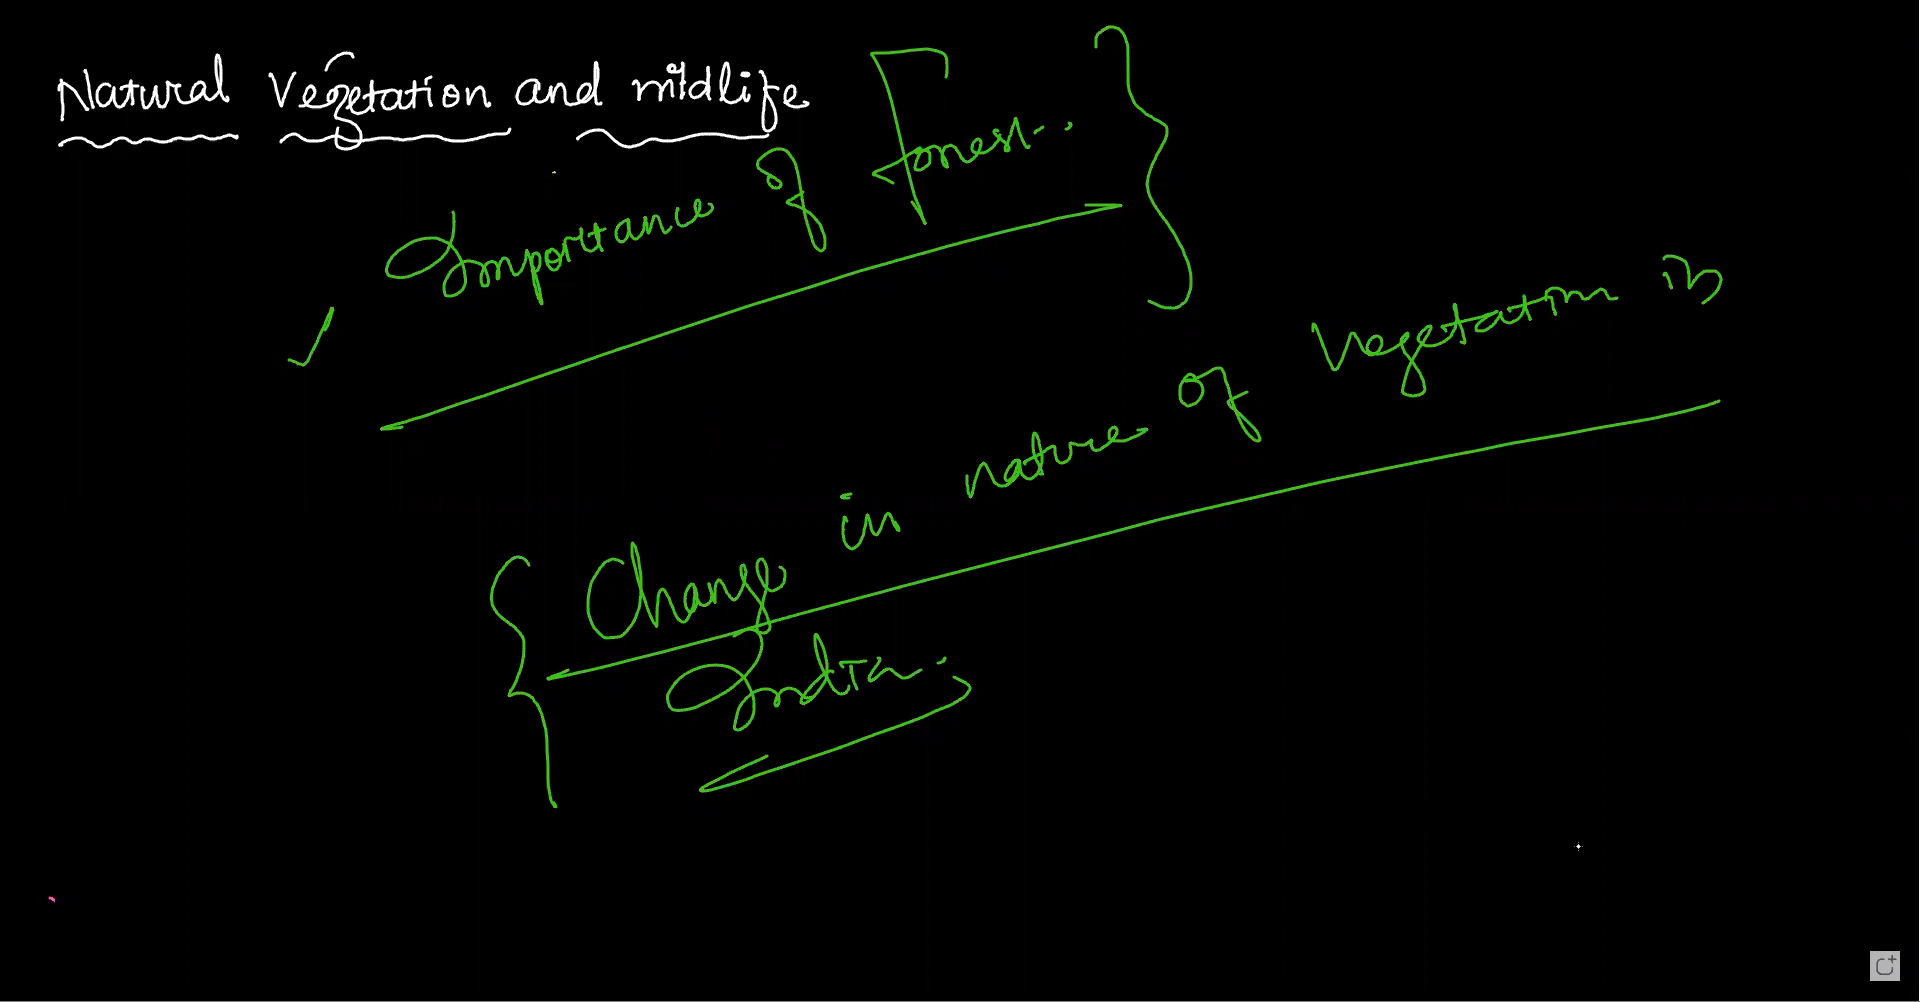 Natural Vegetation and wildlife
Importance of Forest..
Change in nature of Vegetation in
India.